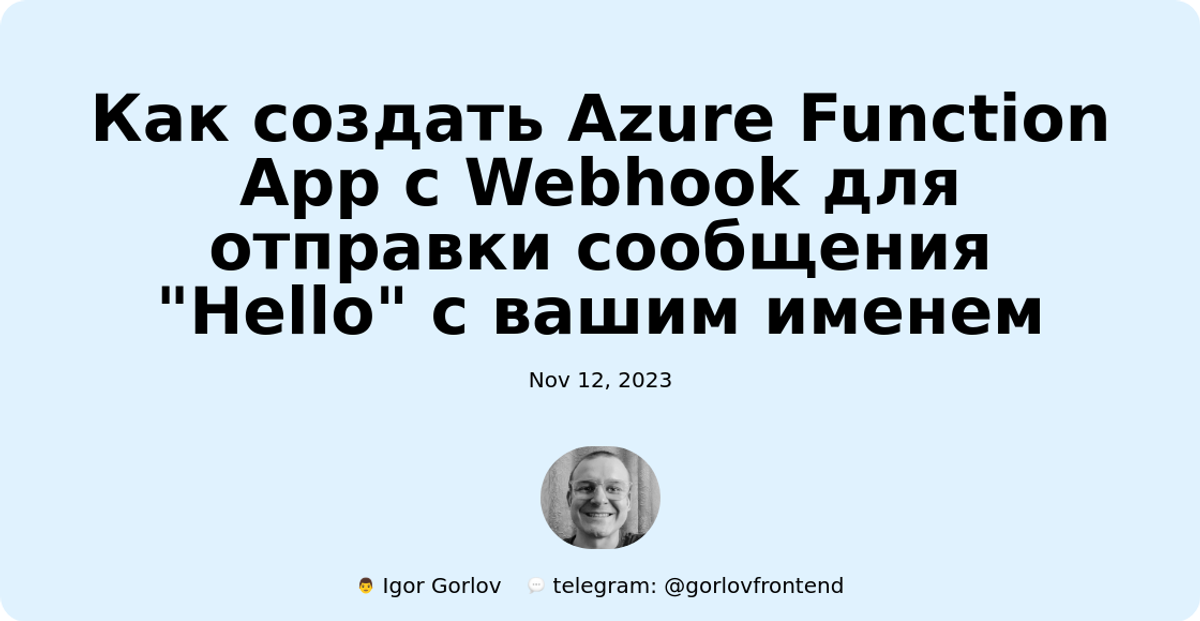 Как создать Azure Function
App с Webhook для
отправки сообщения
"Hello" с вашим именем
Nov 12, 2023
Igor Gorlov telegram: @gorlovfrontend